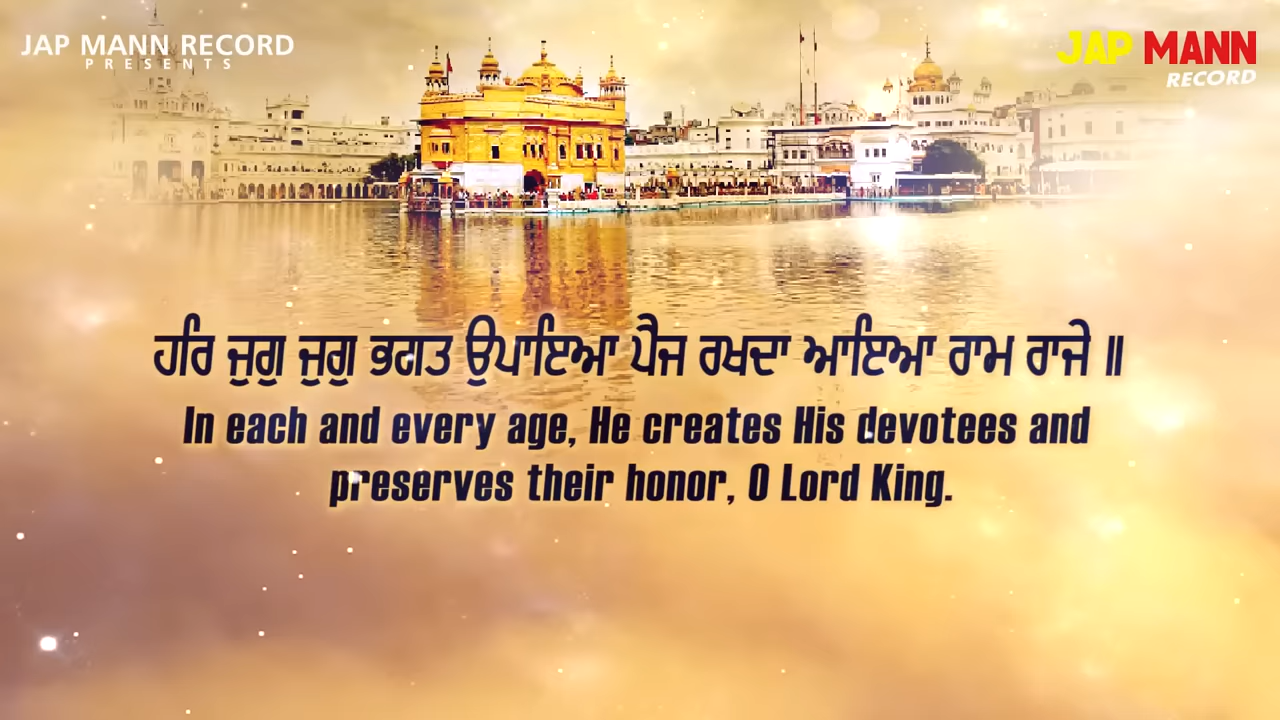 JAP MANN RECORD
PRESENTS
JAP MANN
RECORD
ਹਰਿ ਜੁਗੁ ਜੁਗੁ ਭਗਤ ਉਪਾਇਆ ਪੈਜ ਰਖਦਾ ਆਇਆ ਰਾਮ ਰਾਜੇ ॥
In each and every age, He creates His devotees and
preserves their honor, O Lord King.